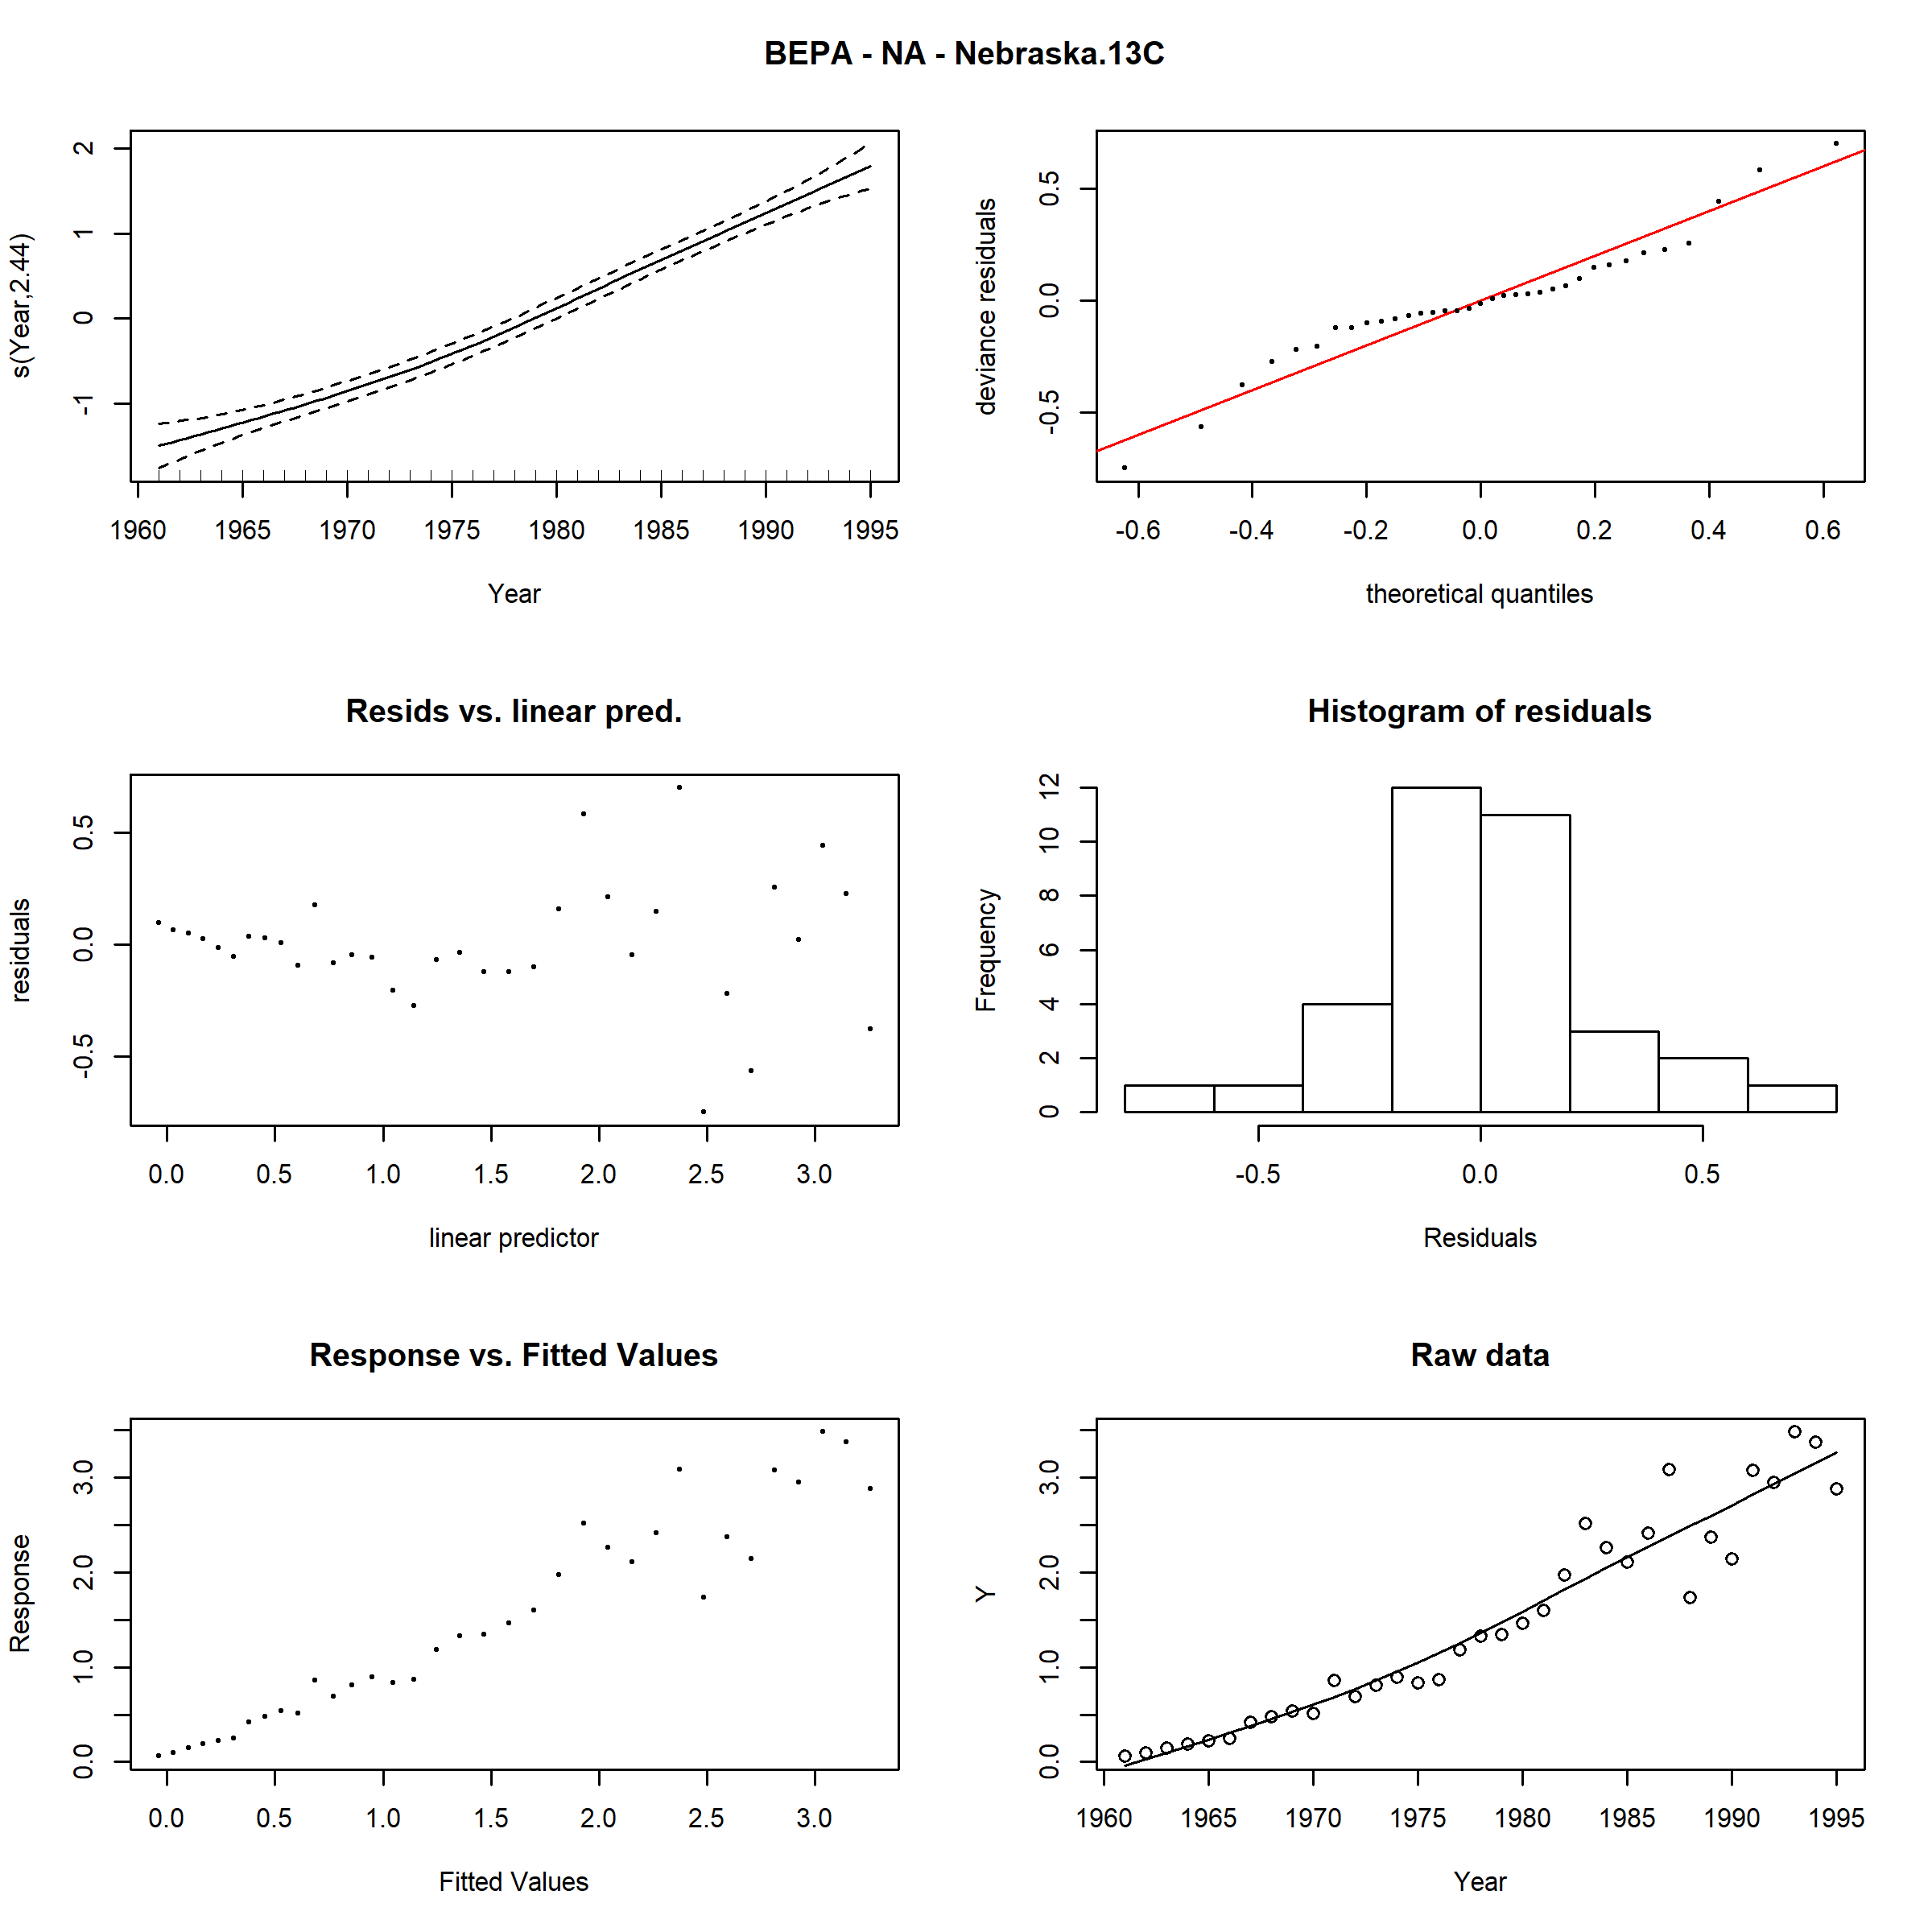 BEPA - NA - Nebraska.13C
s(Year,2.44)
2
1
0
-1
1960 1965 1970 1975 1980 1985 1990 1995
Year
deviance residuals
0.5
0.0
-0.5
-0.6 -0.4 -0.2 0.0 0.2 0.4 0.6
theoretical quantiles
Resids vs. linear pred.
residuals
0.5
0.0
-0.5
0.0 0.5 1.0 1.5 2.0 2.5 3.0
linear predictor
Histogram of residuals
Frequency
12
10
8
6
4
2
0
-0.5 0.0 0.5
Residuals
Response vs. Fitted Values
Response
3.0
2.0
1.0
0.0
0.0 0.5 1.0 1.5 2.0 2.5 3.0
Fitted Values
Raw data
Y
3.0
2.0
1.0
0.0
1960 1965 1970 1975 1980 1985 1990 1995
Year